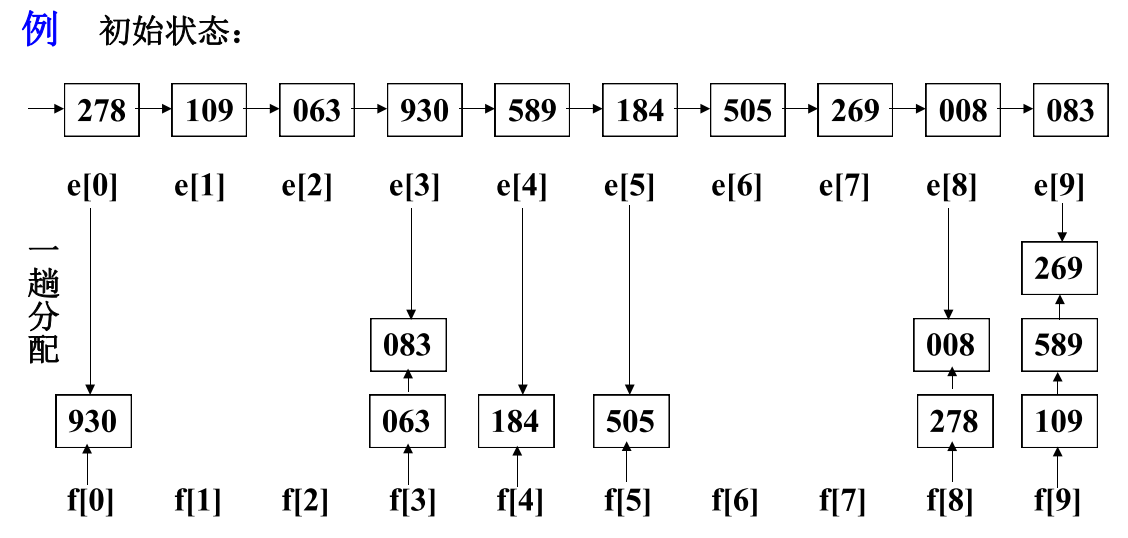 例 初始状态：
278 109 063 930 589 184 505 269 008 083
e[0] e[1] e[2] e[3] e[4] e[5] e[6] e[7] e[8] e[9]
一趟分配
269
083 008 589
930 063 184 505 278 109
f[0] f[1] f[2] f[3] f[4] f[5] f[6] f[7] f[8] f[9]